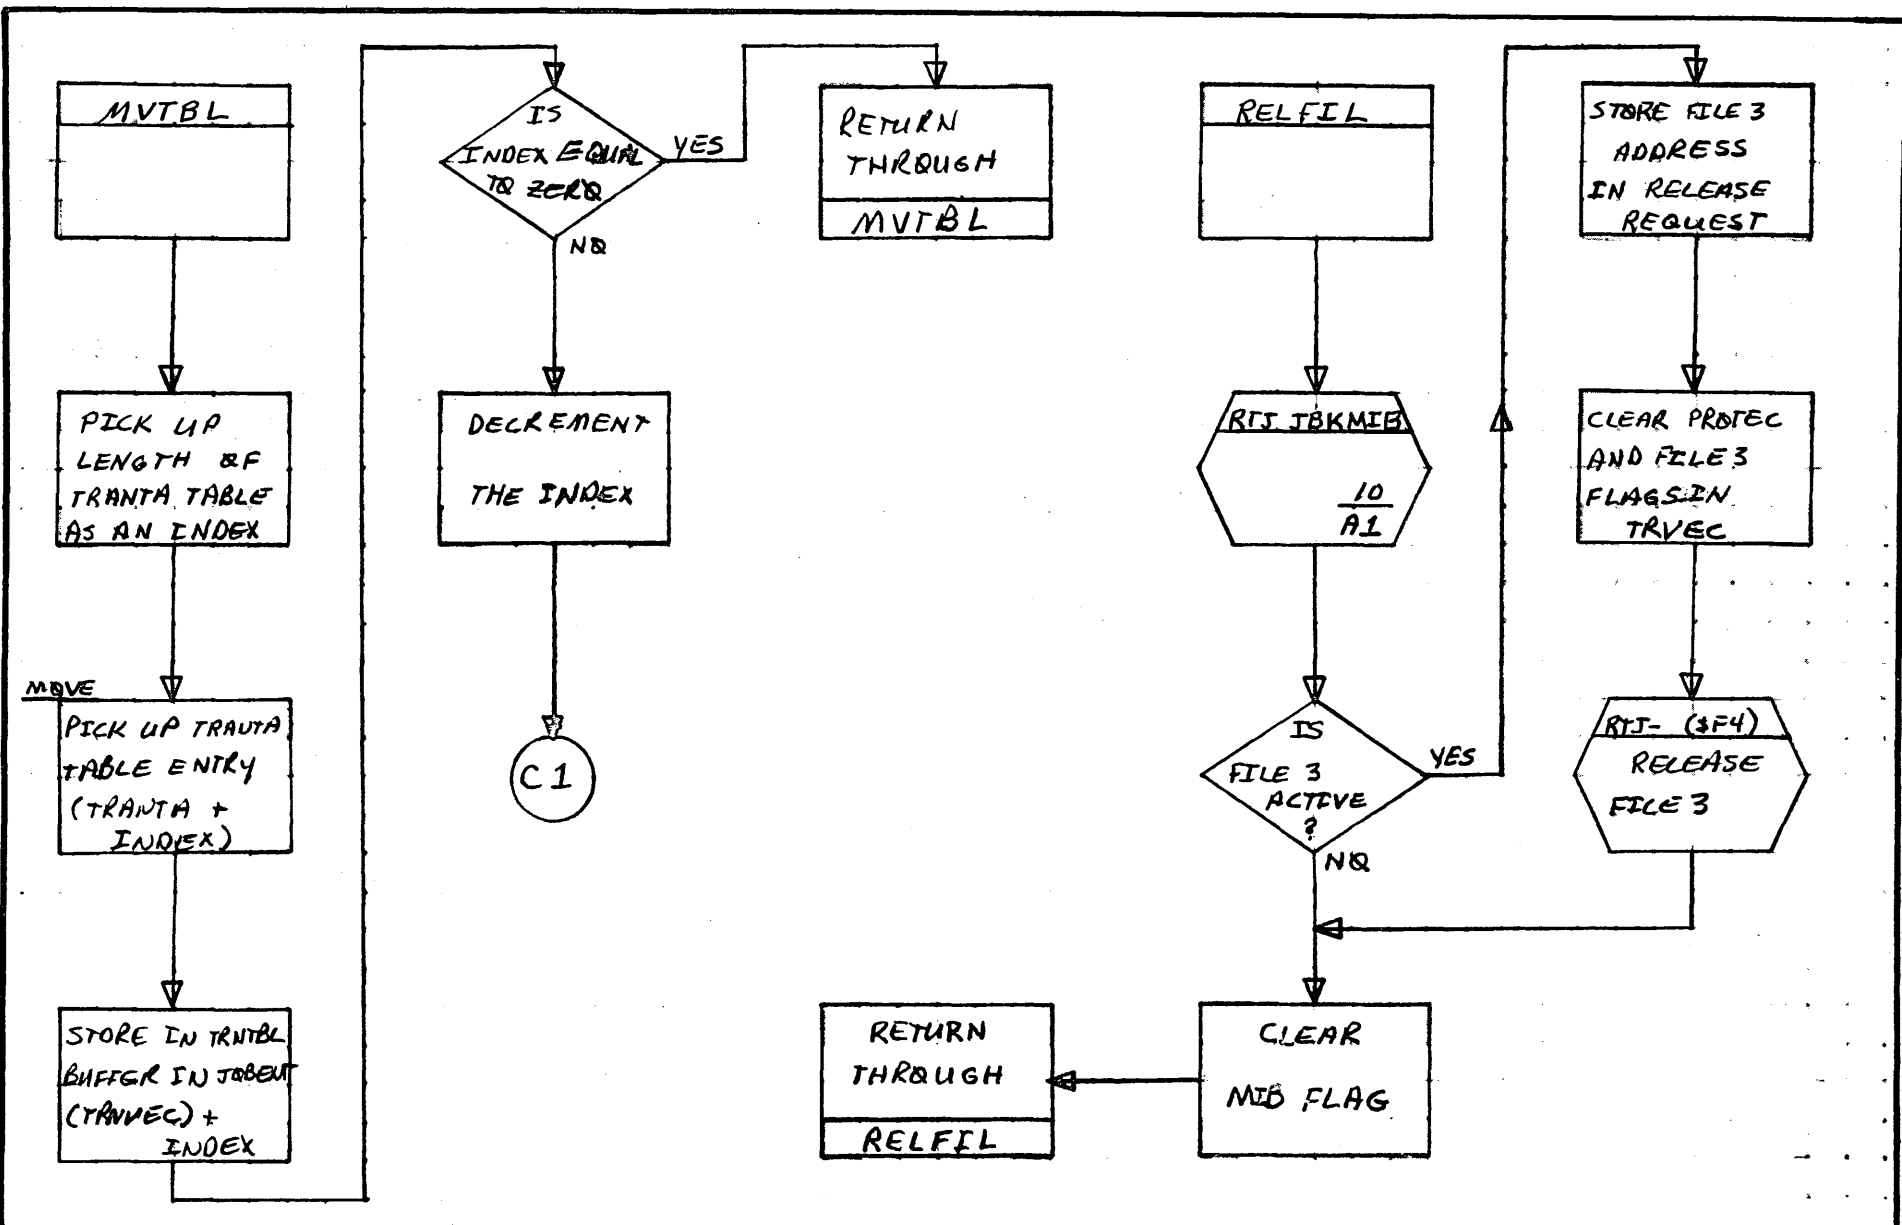 MVTBL
PICK UP
LENGTH OF
TRANTA TABLE
AS AN INDEX
MOVE
PICK UP TRANTA
TABLE ENTRY
(TRANTA +
INDEX)
STORE IN TRNTBL
BUFFER IN JOBENT
(TRNVEC) +
INDEX
IS
INDEX EQUAL
TO ZERO
YES
NO
DECREMENT
THE INDEX
C1
RETURN
THROUGH
MVTBL
RELFIL
RTJ JBKMIB
10
A1
IS
FILE 3
ACTIVE
?
YES
NO
STORE FILE 3
ADDRESS
IN RELEASE
REQUEST
CLEAR PROTEC
AND FILE 3
FLAGS IN
TRVEC
RTJ- ($F4)
RELEASE
FILE 3
CLEAR
MIB FLAG
RETURN
THROUGH
RELFIL